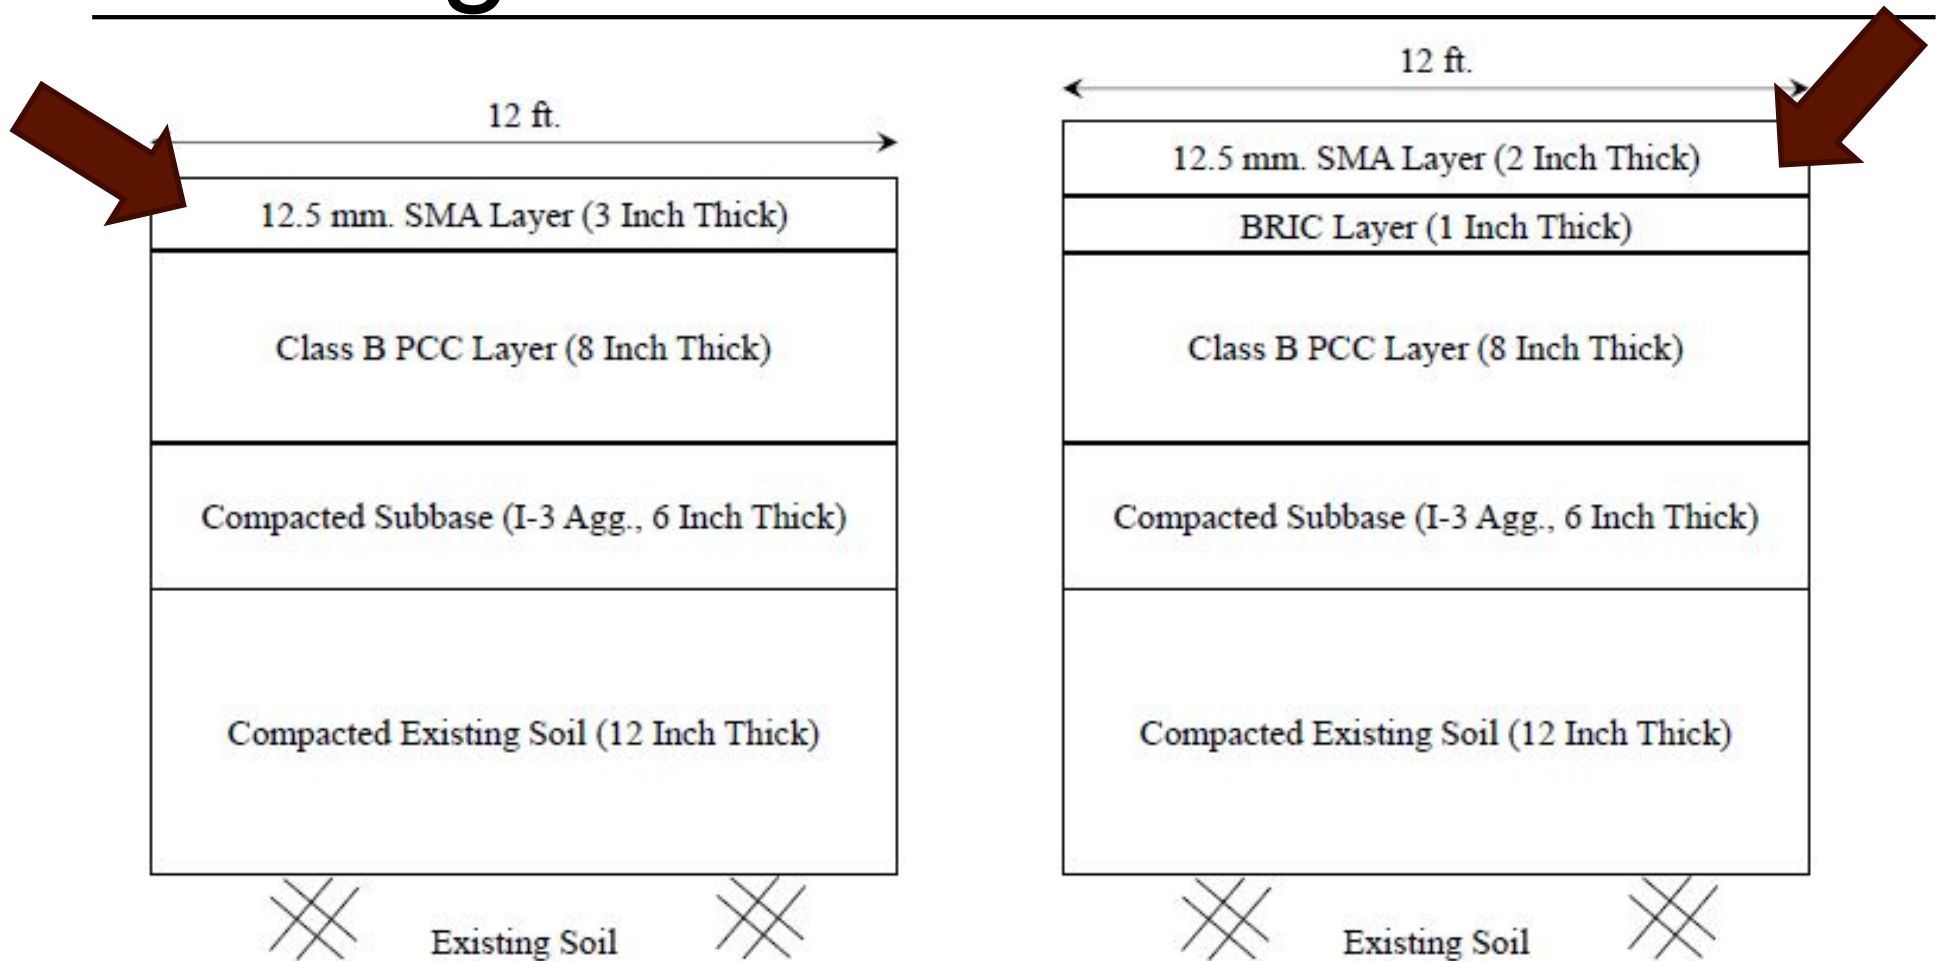 12 ft.
12.5 mm. SMA Layer (3 Inch Thick)
Class B PCC Layer (8 Inch Thick)
Compacted Subbase (I-3 Agg., 6 Inch Thick)
Compacted Existing Soil (12 Inch Thick)
Existing Soil
12 ft.
12.5 mm. SMA Layer (2 Inch Thick)
BRIC Layer (1 Inch Thick)
Class B PCC Layer (8 Inch Thick)
Compacted Subbase (I-3 Agg., 6 Inch Thick)
Compacted Existing Soil (12 Inch Thick)
Existing Soil